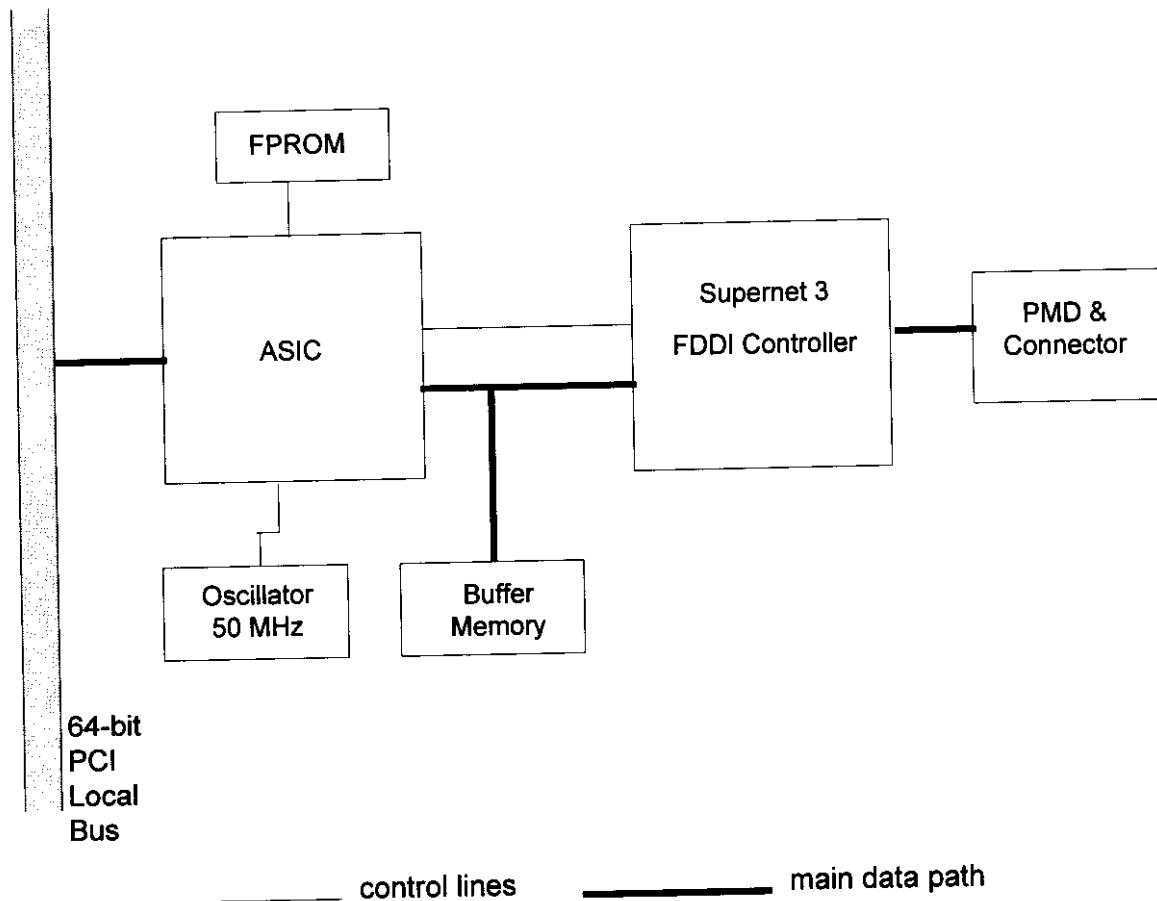 FPROM
ASIC
Supernet 3
FDDI Controller
PMD &
Connector
Oscillator
50 MHz
Buffer
Memory
64-bit
PCI
Local
Bus
control lines
main data path